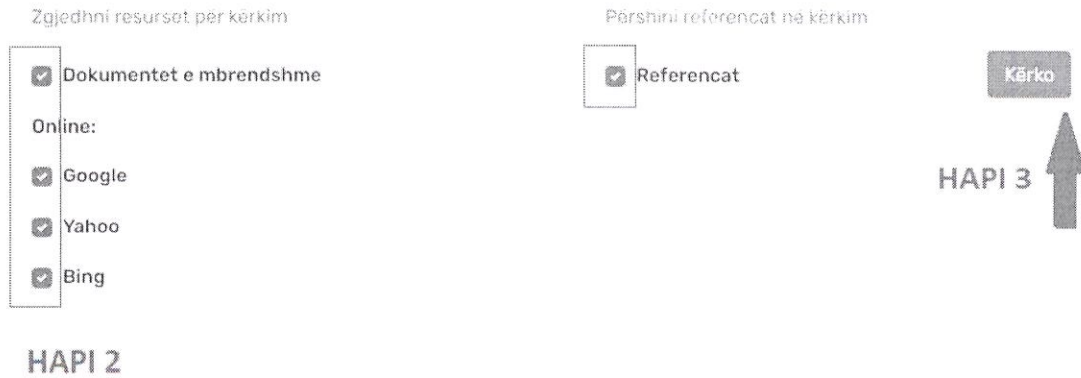 Zgjedhni resurset për kërkim
Dokumentet e mbrendshme
Online:
Google
Yahoo
Bing
HAPI 2
Përshini referencat në kërkim
Referencat
Kërko
HAPI 3